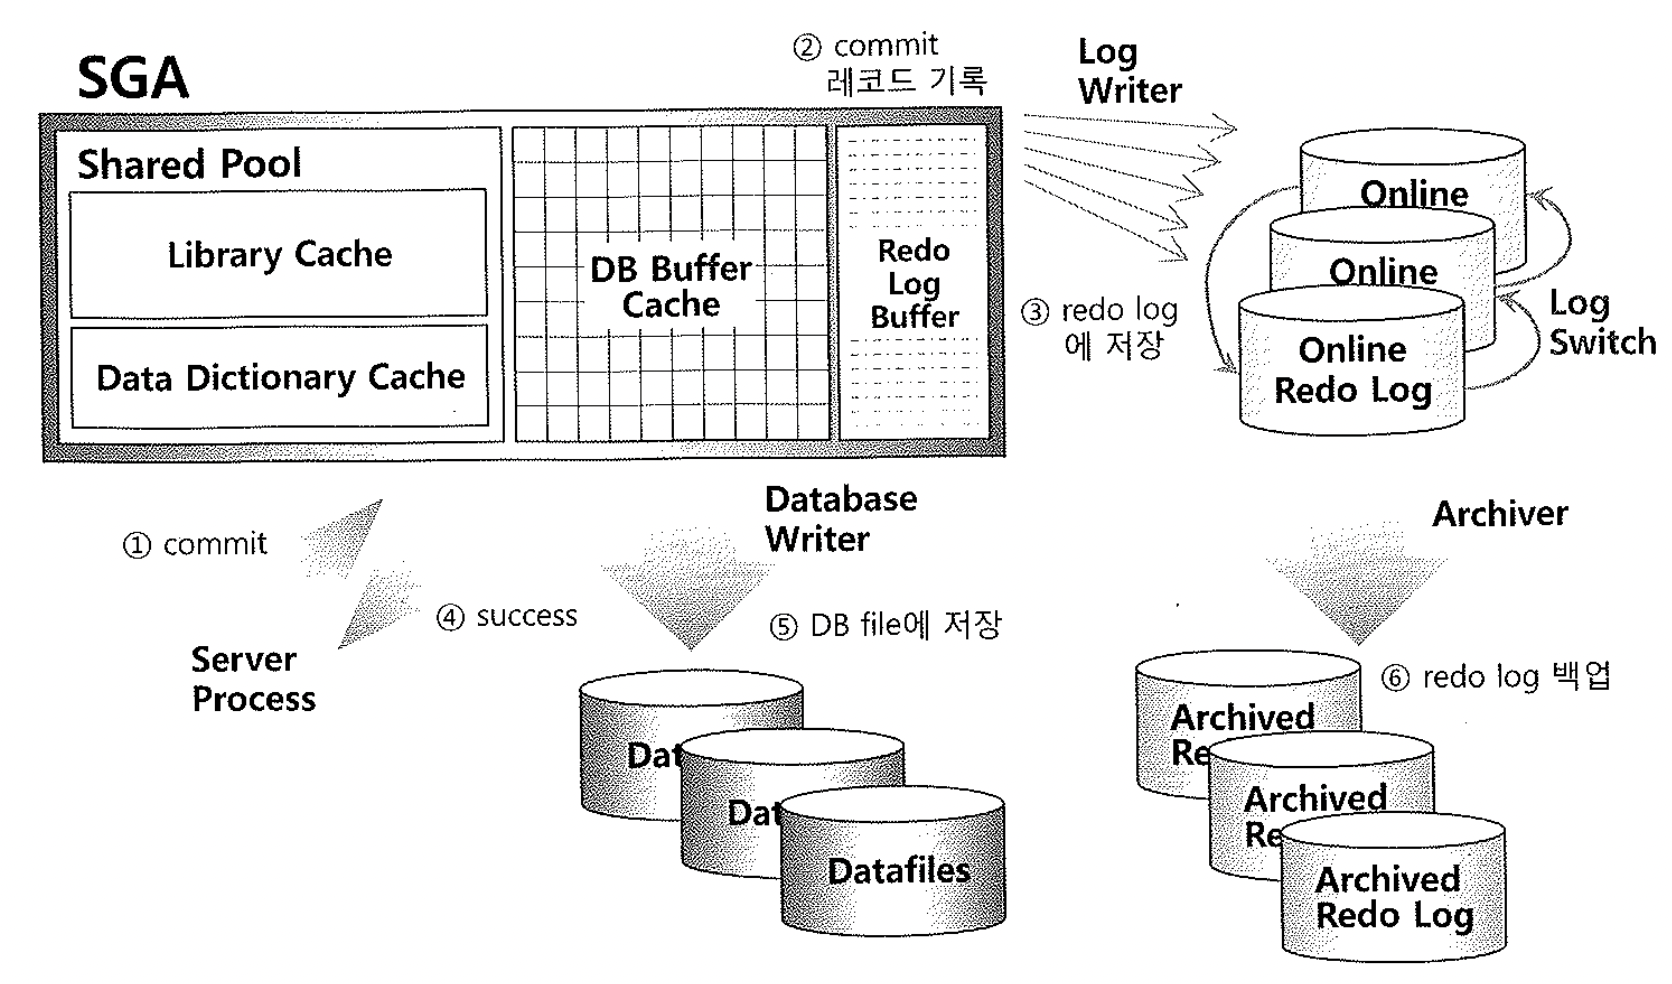 SGA
② commit
레코드 기록
Log
Writer
Shared Pool
Library Cache
Data Dictionary Cache
DB Buffer
Cache
Redo
Log
Buffer
③ redo log
에 저장
Online
Online
Online
Redo Log
Log
Switch
① commit
④ success
Server
Process
Database
Writer
⑤ DB file에 저장
Archiver
⑥ redo log 백업
Dat
Dat
Datafiles
Archived
Re
Archived
Re
Archived
Redo Log